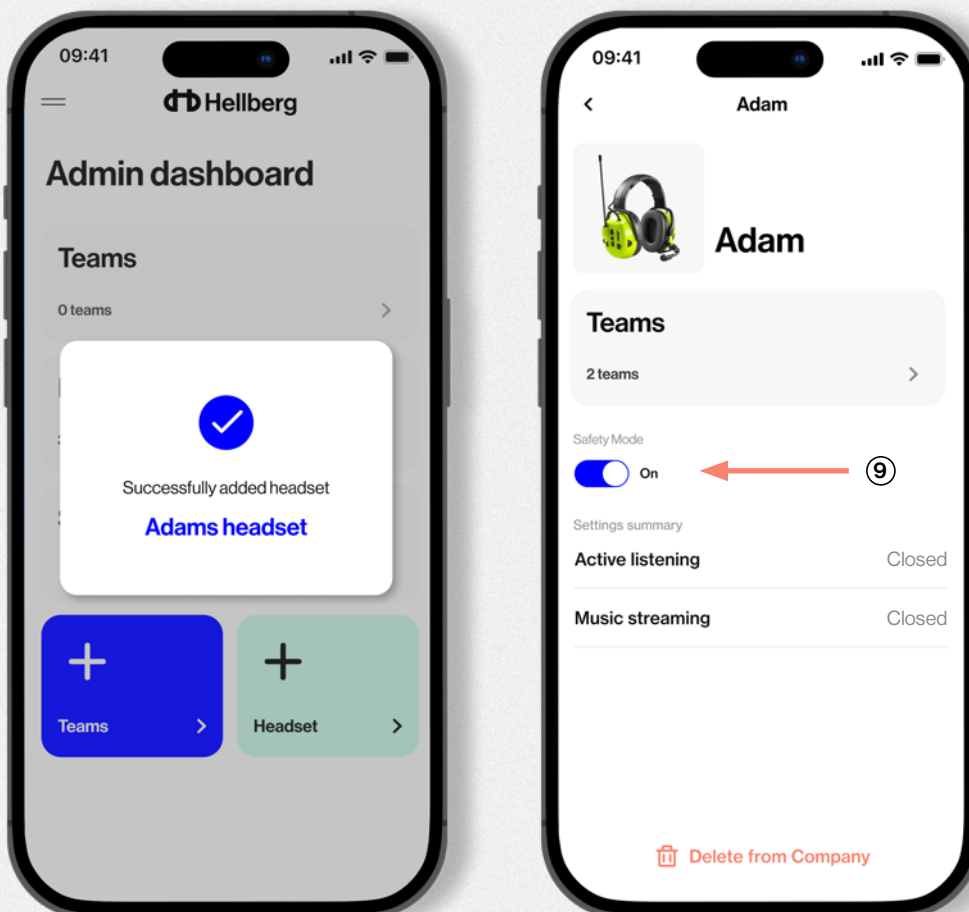 09:41
Hellberg
Admin dashboard
Teams
0 teams
Successfully added headset
Adams headset
Teams
Headset
09:41
Adam
Adam
Teams
2 teams
Safety Mode
On
9
Settings summary
Active listening Closed
Music streaming Closed
Delete from Company